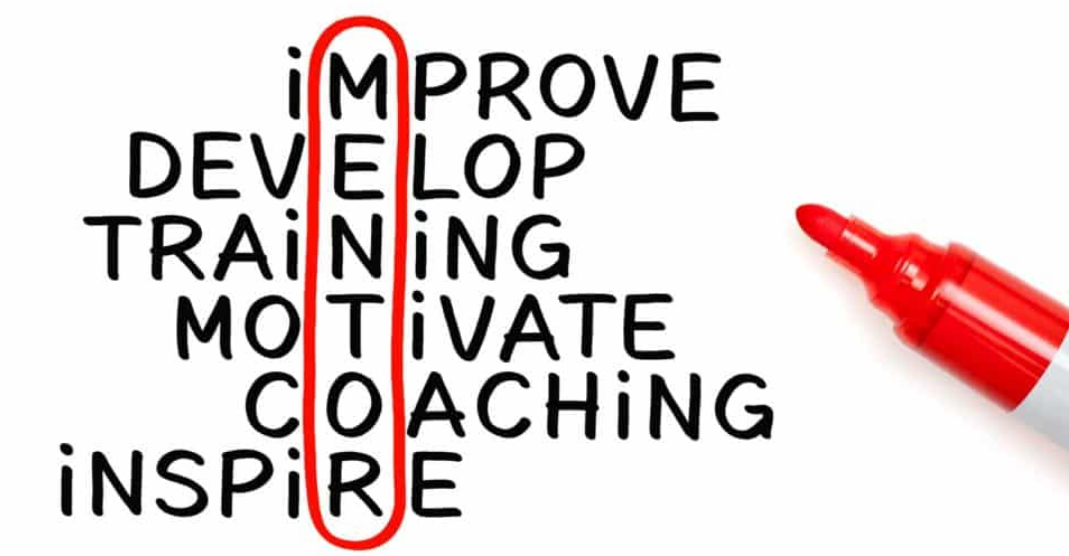 iMPROVE
DEVELOP
TRAiNiNG
MOTiVATE
COACHiNG
iNSPiRE